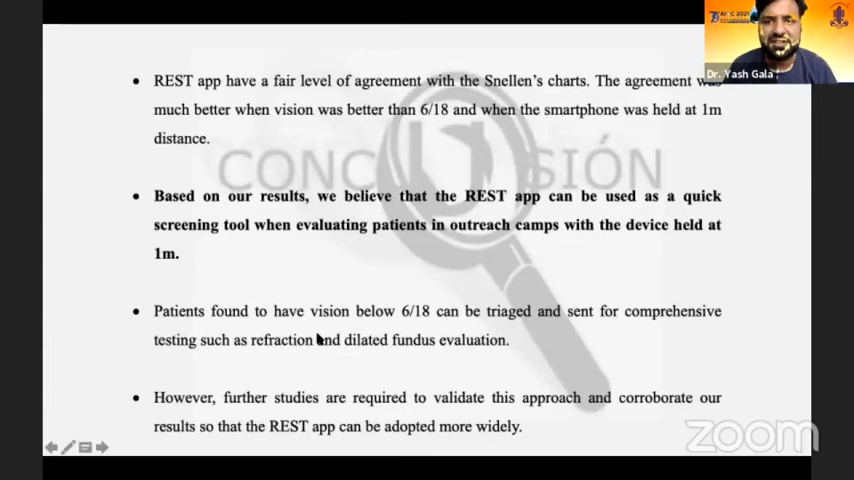 AIOC 2021
Dr. Yash Gala
REST app have a fair level of agreement with the Snellen's charts. The agreement was
much better when vision was better than 6/18 and when the smartphone was held at 1m
distance.
CONCLUSIÓN
Based on our results, we believe that the REST app can be used as a quick
screening tool when evaluating patients in outreach camps with the device held at
1m.
Patients found to have vision below 6/18 can be triaged and sent for comprehensive
testing such as refraction and dilated fundus evaluation.
However, further studies are required to validate this approach and corroborate our
results so that the REST app can be adopted more widely.
zoom